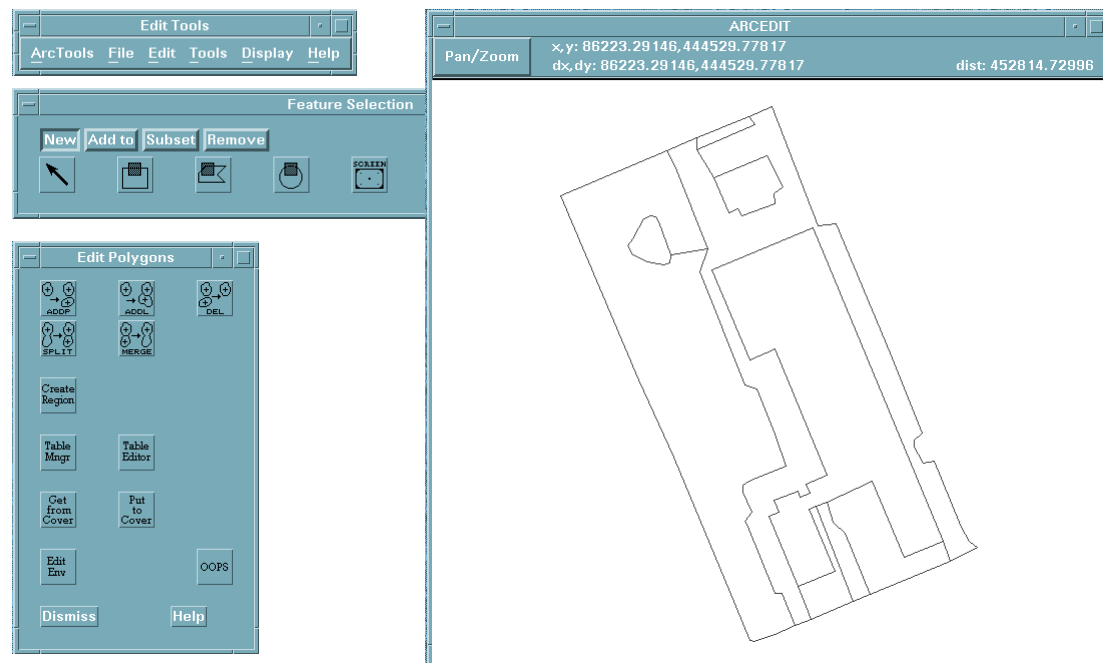 Edit Tools
ArcTools File Edit Tools Display Help
Feature Selection
New Add to Subset Remove
SCREEN
Edit Polygons
ADDP ADDL DEL
SPLIT MERGE
Create
Region
Table
Mngr
Table
Editor
Get
from
Cover
Put
to
Cover
Edit
Env
OOPS
Dismiss Help
ARCEDIT
Pan/Zoom
x,y: 86223.29146,444529.77817
dx,dy: 86223.29146,444529.77817 dist: 452814.72996